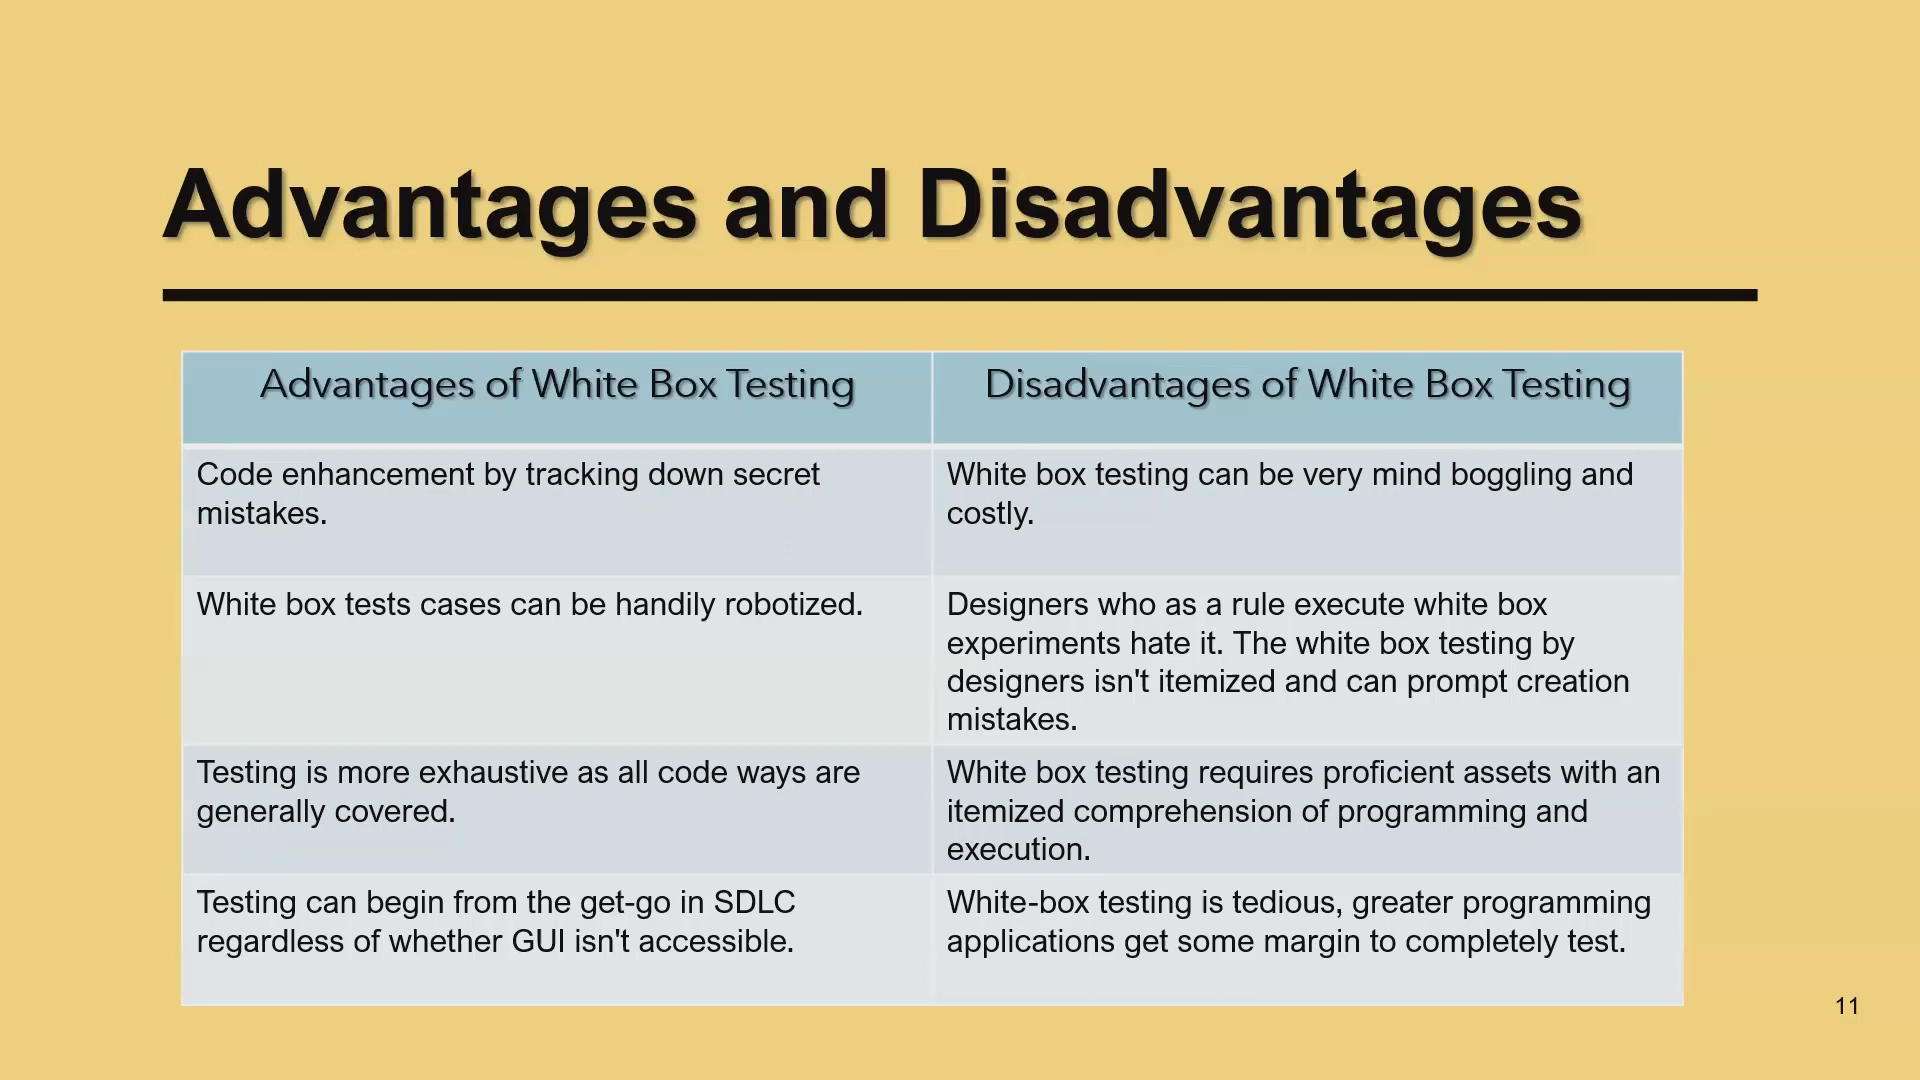 Advantages and Disadvantages
Advantages of White Box Testing
Disadvantages of White Box Testing
Code enhancement by tracking down secret
mistakes.
White box testing can be very mind boggling and
costly.
White box tests cases can be handily robotized.
Designers who as a rule execute white box
experiments hate it. The white box testing by
designers isn't itemized and can prompt creation
mistakes.
Testing is more exhaustive as all code ways are
generally covered.
White box testing requires proficient assets with an
itemized comprehension of programming and
execution.
Testing can begin from the get-go in SDLC
regardless of whether GUI isn't accessible.
White-box testing is tedious, greater programming
applications get some margin to completely test.
11